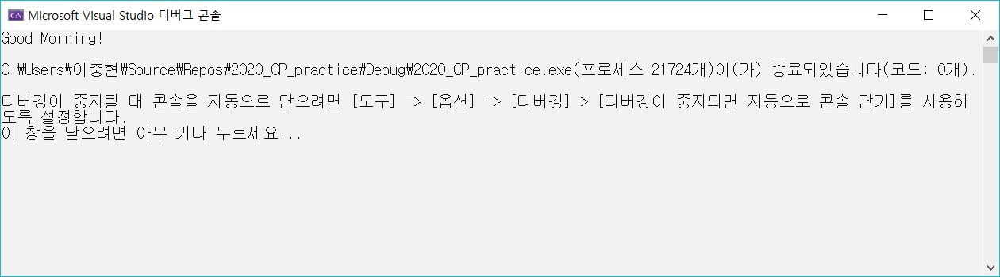 Microsoft Visual Studio 디버그 콘솔
Good Morning!
C:\Users\이충현\Source\Repos\2020_CP_practice\Debug\2020_CP_practice.exe(프로세스 21724개)이(가) 종료되었습니다(코드: 0개).
디버깅이 중지될 때 콘솔을 자동으로 닫으려면 [도구] -> [옵션] -> [디버깅] > [디버깅이 중지되면 자동으로 콘솔 닫기]를 사용하
도록 설정합니다.
이 창을 닫으려면 아무 키나 누르세요...